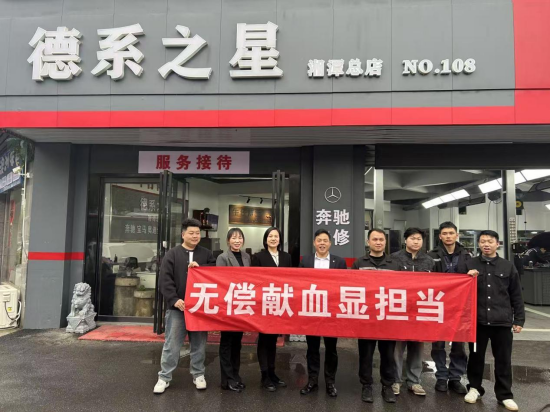 德系之星
湘潭总店 NO.108
服务接待
奔驰
修
无偿献血显担当